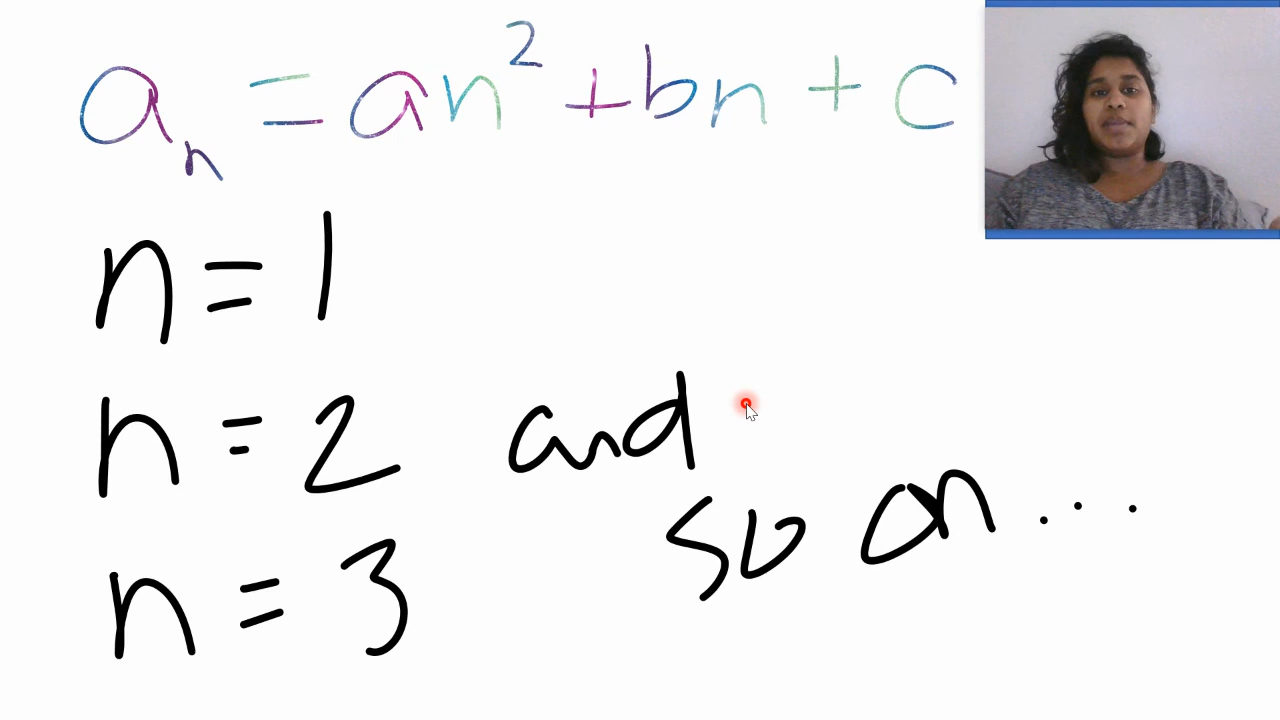 aₙ = an² + bn + c
n = 1
n = 2 and
so on...
n = 3